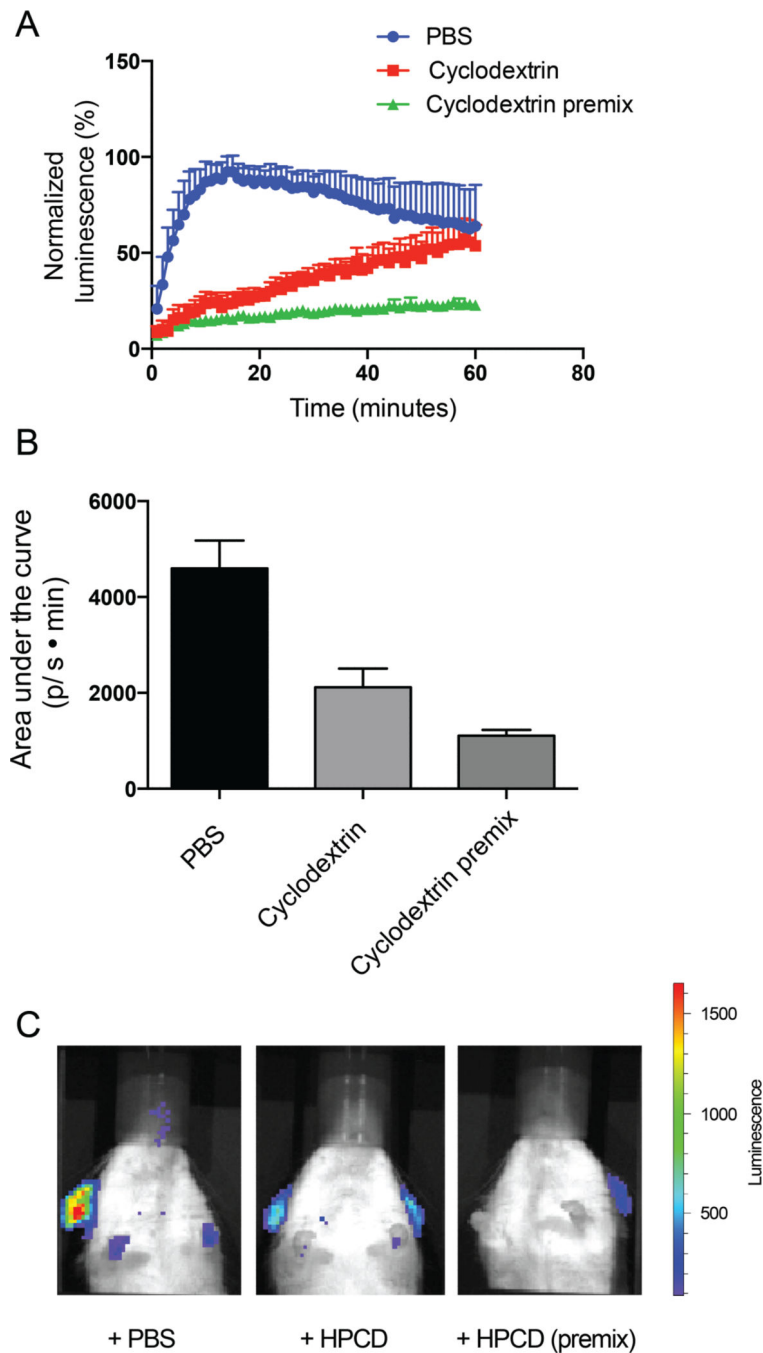 A
PBS
Cyclodextrin
Cyclodextrin premix
Normalized
luminescence (%)
150
100
50
0
0 20 40 60 80
Time (minutes)
B
Area under the curve
(p/ s • min)
6000
4000
2000
0
PBS
Cyclodextrin
Cyclodextrin premix
C
1500
1000
500
Luminescence
+ PBS
+ HPCD
+ HPCD (premix)